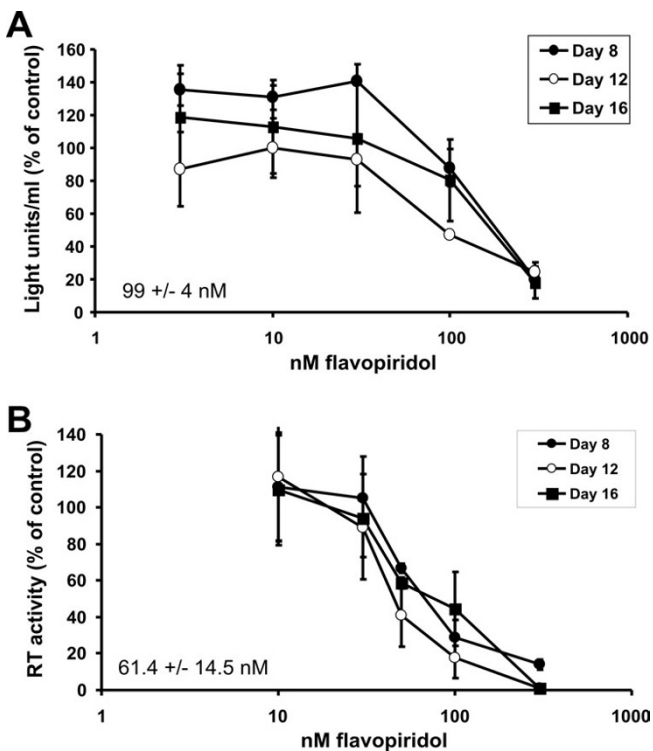 A
Light units/ml (% of control)
160
140
120
100
80
60
40
20
0
Day 8
Day 12
Day 16
99 +/- 4 nM
1
10
100
1000
nM flavopiridol
B
RT activity (% of control)
140
120
100
80
60
40
20
0
Day 8
Day 12
Day 16
61.4 +/- 14.5 nM
1
10
100
1000
nM flavopiridol